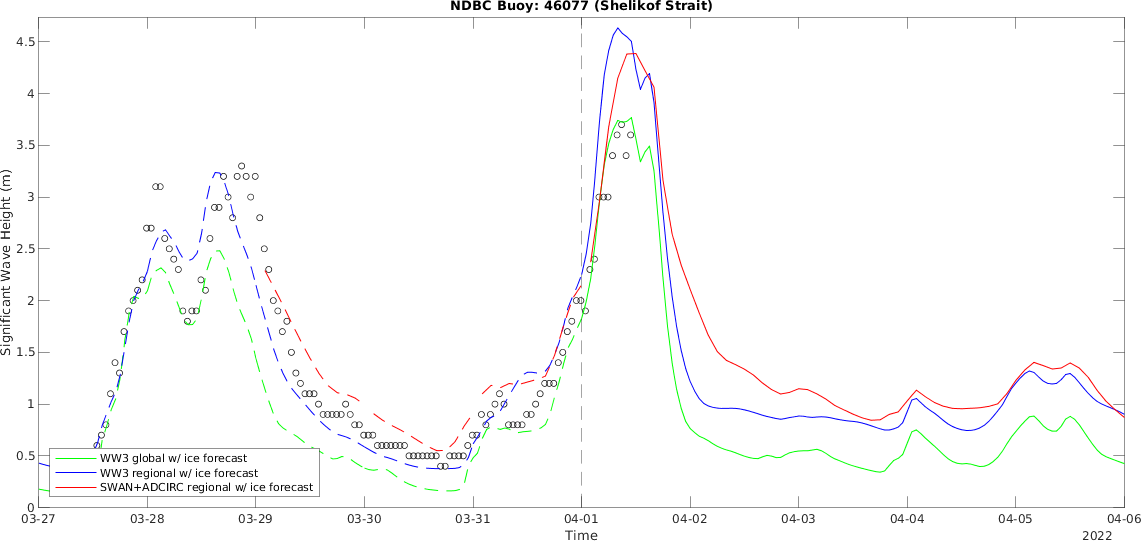 NDBC Buoy: 46077 (Shelikof Strait)
Significant Wave Height (m)
4.5
4
3.5
3
2.5
2
1.5
1
0.5
0
WW3 global w/ ice forecast
WW3 regional w/ ice forecast
SWAN+ADCIRC regional w/ ice forecast
03-27 03-28 03-29 03-30 03-31 04-01 04-02 04-03 04-04 04-05 04-06
Time
2022